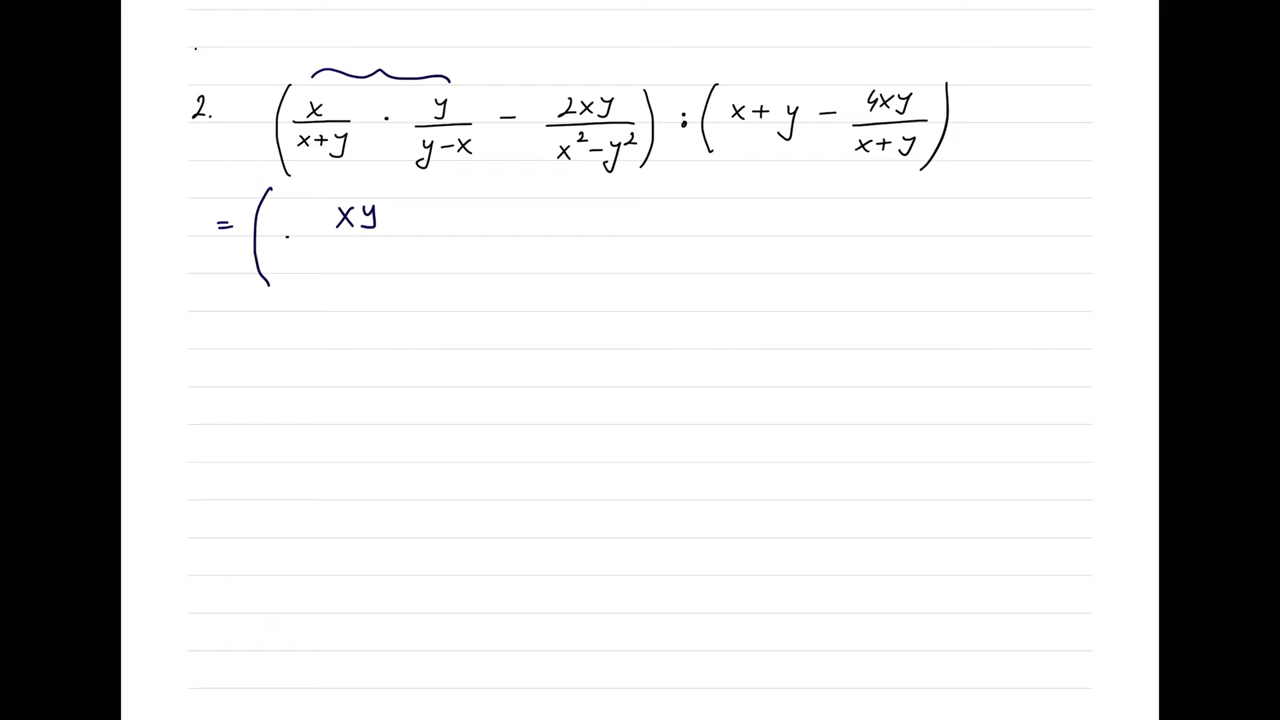 2. (x/(x+y) · y/(y-x) - 2xy/(x²-y²)) : (x+y - 4xy/(x+y))
= ( xy